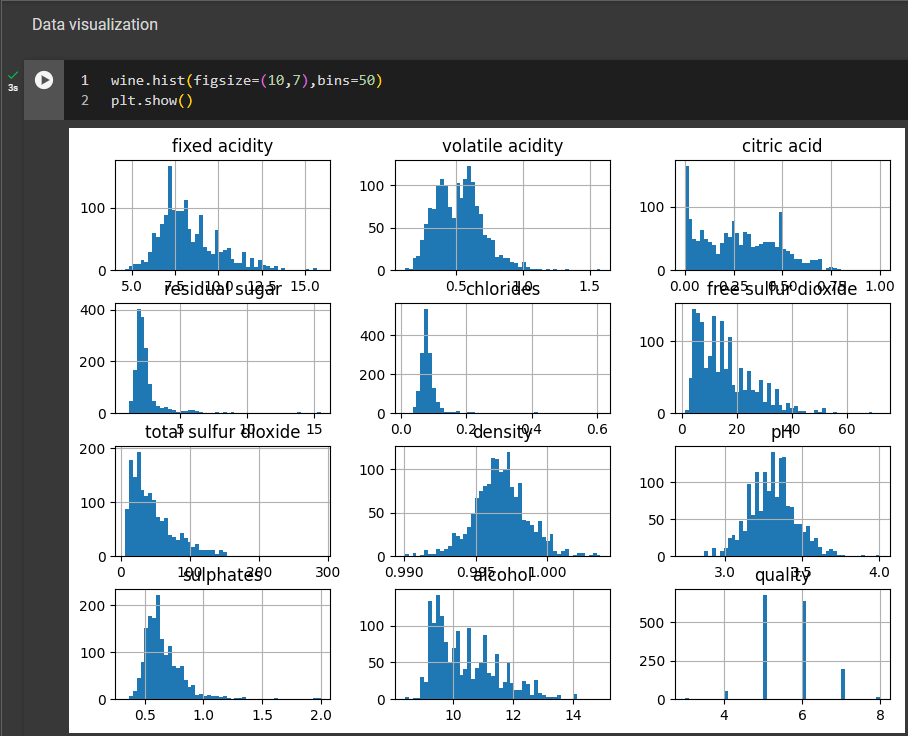 Data visualization
3s
1 wine.hist(figsize=(10,7),bins=50)
2 plt.show()
fixed acidity volatile acidity citric acid
100
0
100
50
0
100
0
5.0 7.5 10.0 12.5 15.0 0.5 1.0 1.5 0.00 0.25 0.50 0.75 1.00
residual sugar chlorides free sulfur dioxide
400
200
0
400
200
0
100
0
5 10 15 0.0 0.2 0.4 0.6 0 20 40 60
total sulfur dioxide density pH
200
100
0
100
50
0
100
50
0
0 100 200 300 0.990 0.995 1.000 3.0 3.5 4.0
sulphates alcohol quality
200
100
0
100
50
0
500
250
0
0.5 1.0 1.5 2.0 10 12 14 4 6 8